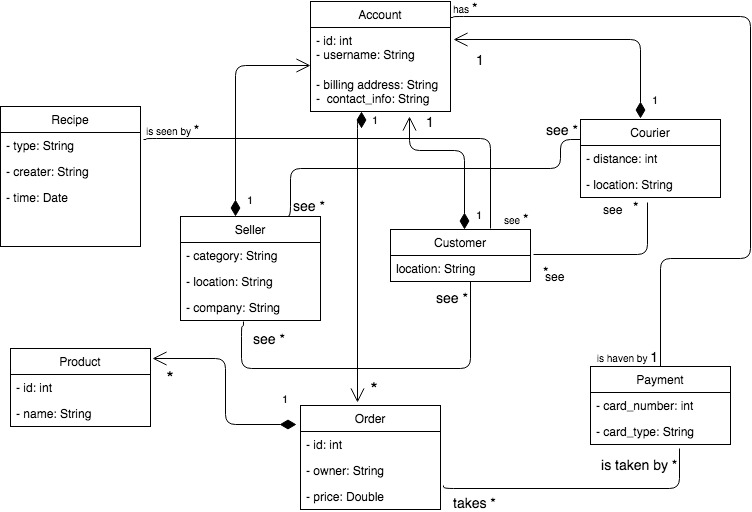 Account
has *
- id: int
- username: String
- billing address: String
- contact_info: String
1
1
1
1
Recipe
- type: String
- creater: String
- time: Date
is seen by *
see *
Courier
- distance: int
- location: String
see *
1
see *
1
see *
Seller
- category: String
- location: String
- company: String
Customer
location: String
*see
see *
see *
is haven by 1
Product
- id: int
- name: String
*
1
*
Order
- id: int
- owner: String
- price: Double
Payment
- card_number: int
- card_type: String
is taken by *
takes *